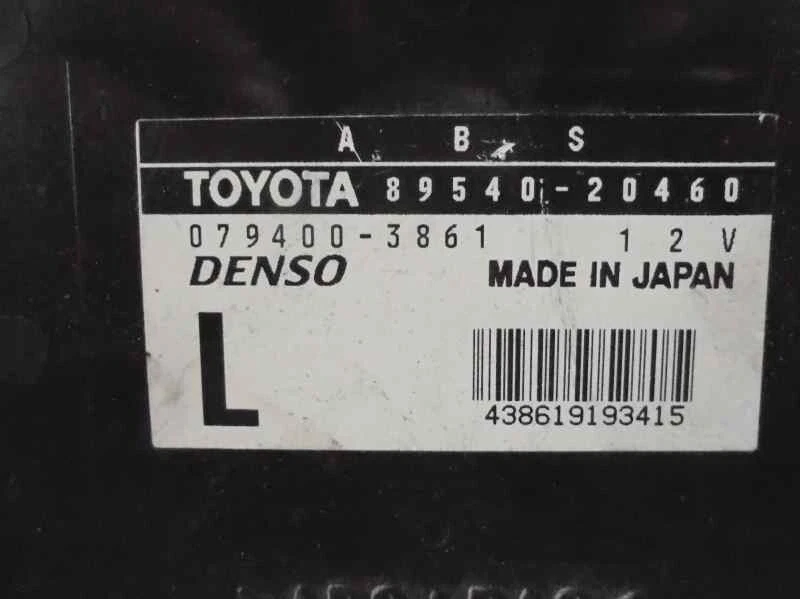 A B S
TOYOTA 89540-20460
079400-3861 12V
DENSO MADE IN JAPAN
L
438619193415